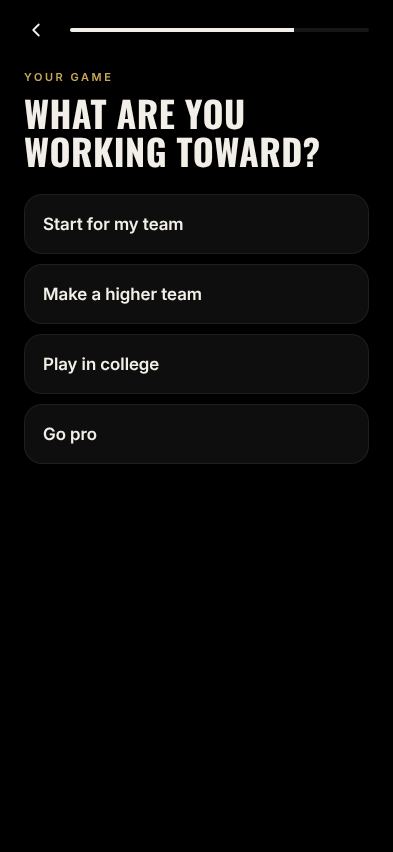 YOUR GAME
WHAT ARE YOU
WORKING TOWARD?
Start for my team
Make a higher team
Play in college
Go pro